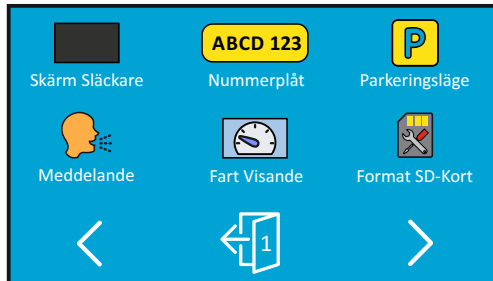 ABCD 123
P
Skärm Släckare
Nummerplåt
Parkeringsläge
Meddelande
Fart Visande
Format SD-Kort
1